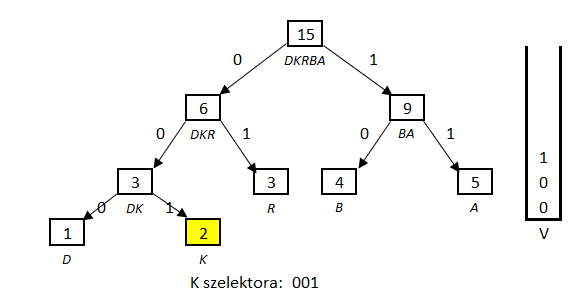 15
0 DKRBA 1
6 9
0 DKR 1 0 BA 1
1
3 3 4 5 0
0 DK 1 R B A 0
1 2 V
D K
K szelektora: 001